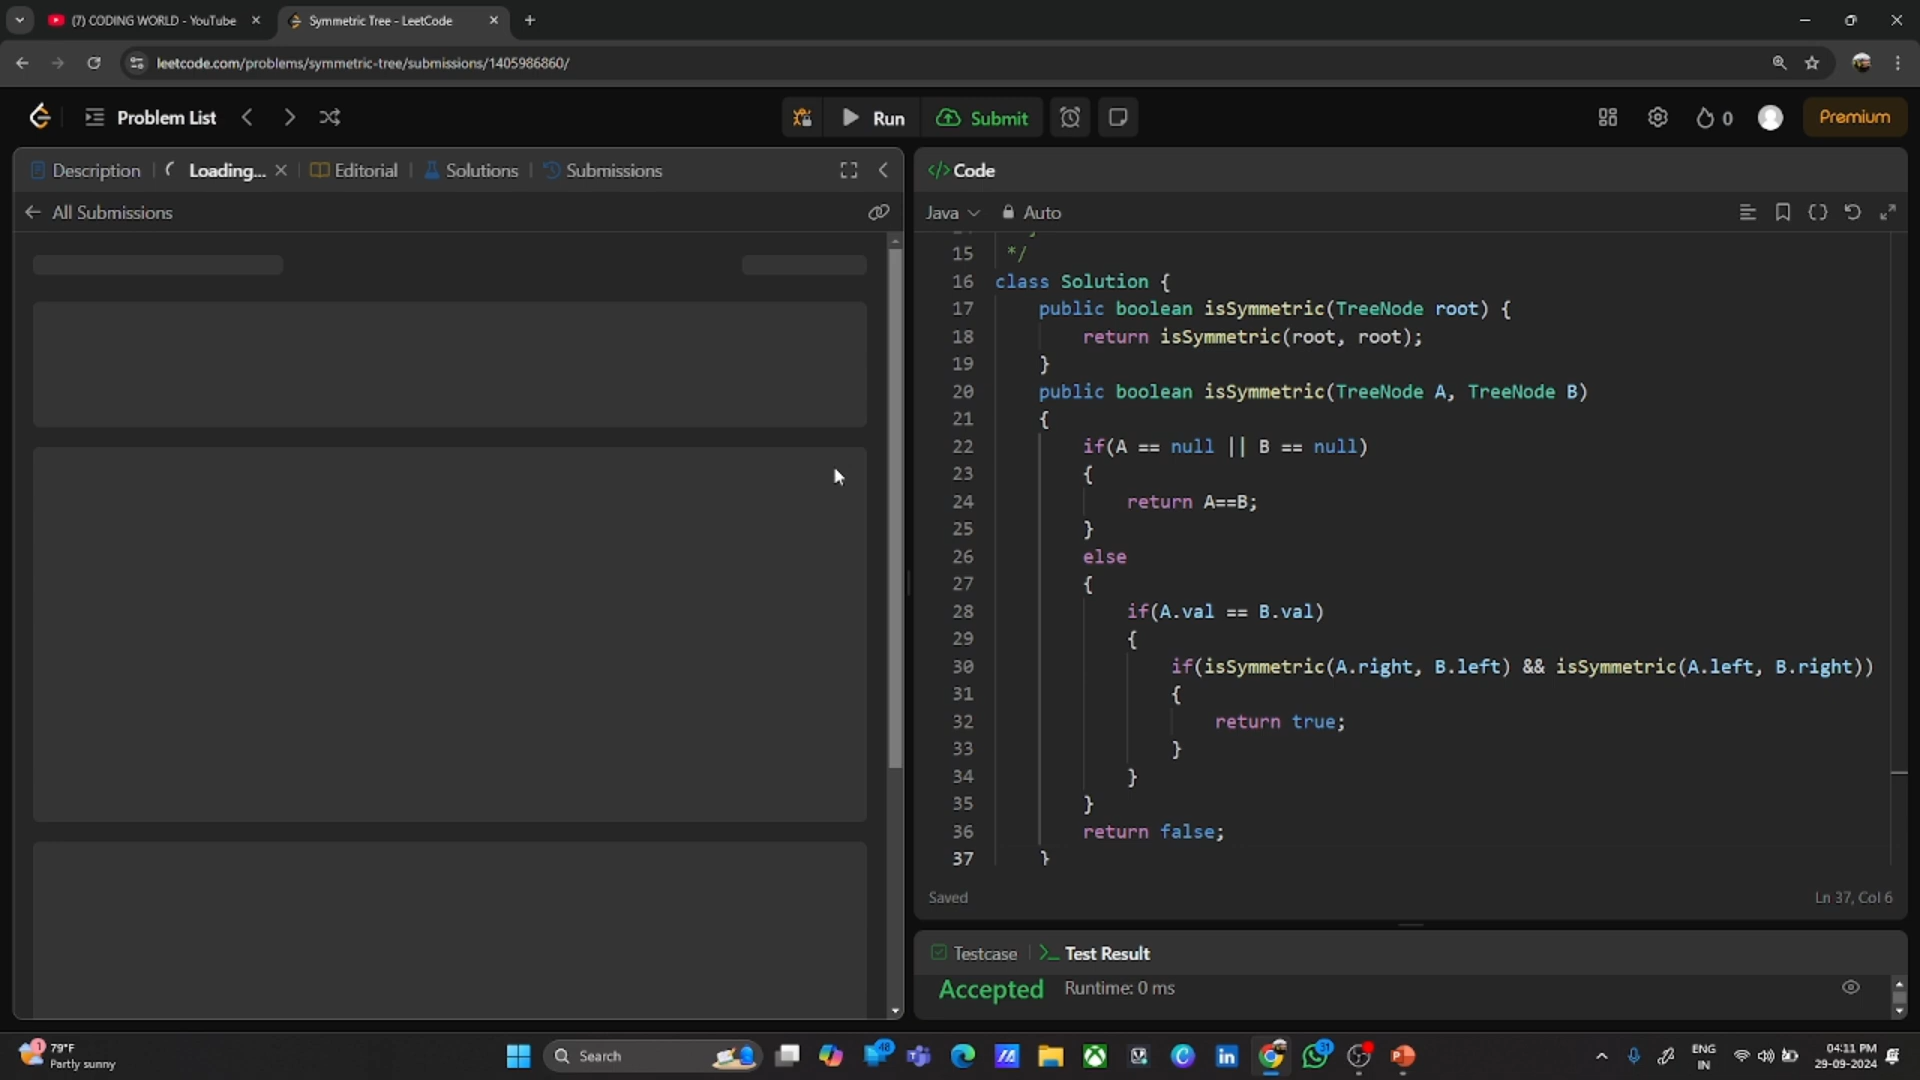 (7) CODING WORLD - YouTube
Symmetric Tree - LeetCode
leetcode.com/problems/symmetric-tree/submissions/1405986860/
Problem List
Run
Submit
0
Premium
Description
Loading...
Editorial
Solutions
Submissions
All Submissions
</> Code
Java
Auto
15 */
16 class Solution {
17 public boolean isSymmetric(TreeNode root) {
18 return isSymmetric(root, root);
19 }
20 public boolean isSymmetric(TreeNode A, TreeNode B)
21 {
22 if(A == null || B == null)
23 {
24 return A==B;
25 }
26 else
27 {
28 if(A.val == B.val)
29 {
30 if(isSymmetric(A.right, B.left) && isSymmetric(A.left, B.right))
31 {
32 return true;
33 }
34 }
35 }
36 return false;
37 }
Saved
Ln 37, Col 6
Testcase
Test Result
Accepted
Runtime: 0 ms
1
79°F
Partly sunny
Search
48
31
ENG
IN
04:11 PM
29-09-2024